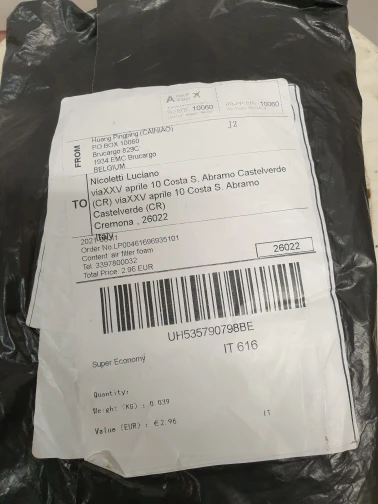 A
10060
10060
J2
FROM
Huang Pingping (CAINIAO)
PO BOX 10060
Brucargo 829C
1934 EMC Brucargo
BELGIUM
TO
Nicoletti Luciano
viaXXV aprile 10 Costa S. Abramo Castelverde
(CR) viaXXV aprile 10 Costa S. Abramo
Castelverde (CR)
Cremona , 26022
Italy
Order No:LP00461696935101
Content: air filter foam
Tel: 3397800032
Total Price: 2.96 EUR
26022
UH535790798BE
IT 616
Super Economy
Quantity:
Weight (KG) : 0.039
Value (EUR) : €2.96